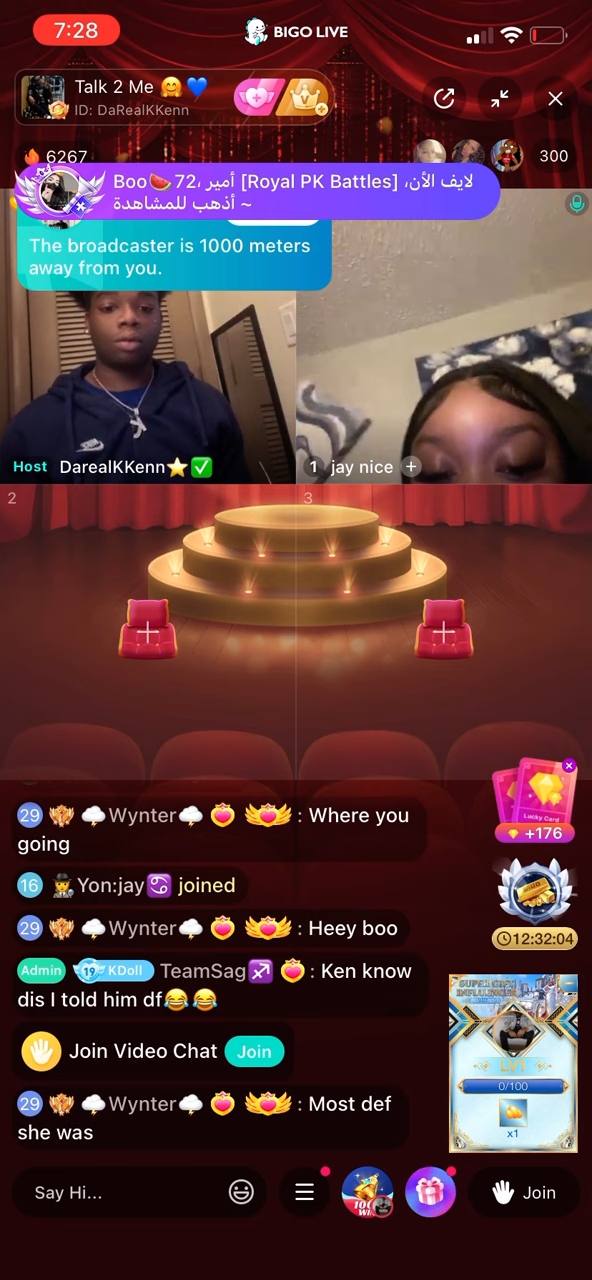 7:28
BIGO LIVE
Talk 2 Me 🤗💙
ID: DaRealKKenn
6267
300
Boo🍉72، أمير [Royal PK Battles] لايف الأن،
أذهب للمشاهدة ~
The broadcaster is 1000 meters
away from you.
Host DarealKKenn⭐✅
1 jay nice +
2
3
29 🌩Wynter🌩 : Where you
going
16 🕵Yon:jay♋ joined
29 🌩Wynter🌩 : Heey boo
Admin 19 KDoll TeamSag♐ : Ken know
dis I told him df😂😂
Join Video Chat Join
29 🌩Wynter🌩 : Most def
she was
Lucky Card
+176
12:32:04
LV1
0/100
x1
Say Hi...
Join